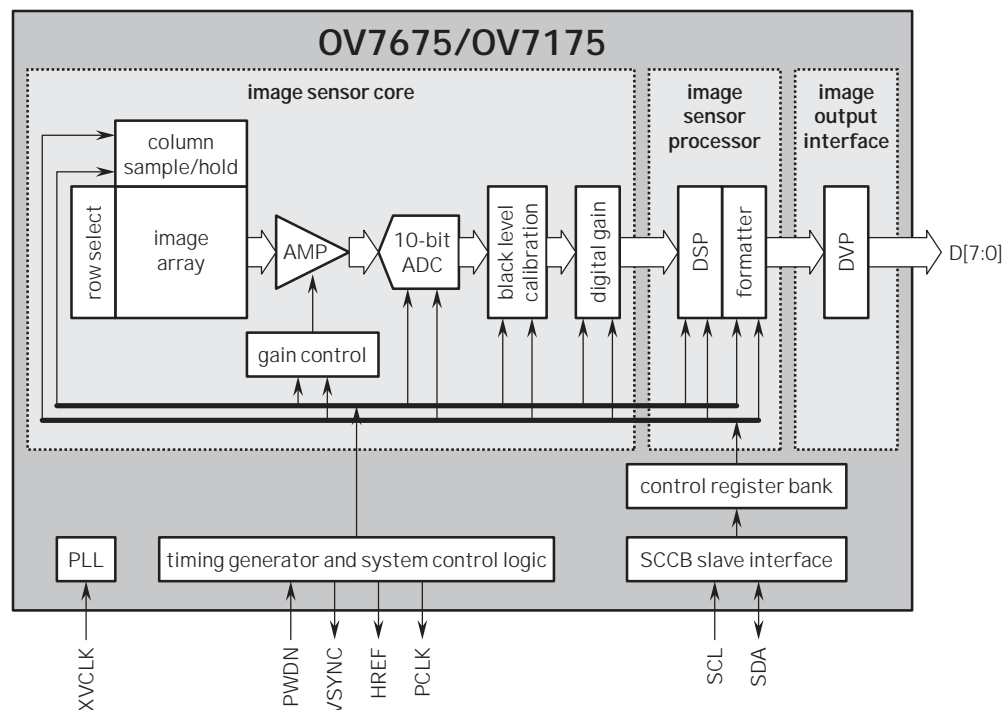 OV7675/OV7175
image sensor core
image
sensor
processor
image
output
interface
column
sample/hold
row select
image
array
AMP
10-bit
ADC
black level
calibration
digital gain
DSP
formatter
DVP
D[7:0]
gain control
control register bank
PLL
timing generator and system control logic
SCCB slave interface
XVCLK
PWDN
VSYNC
HREF
PCLK
SCL
SDA